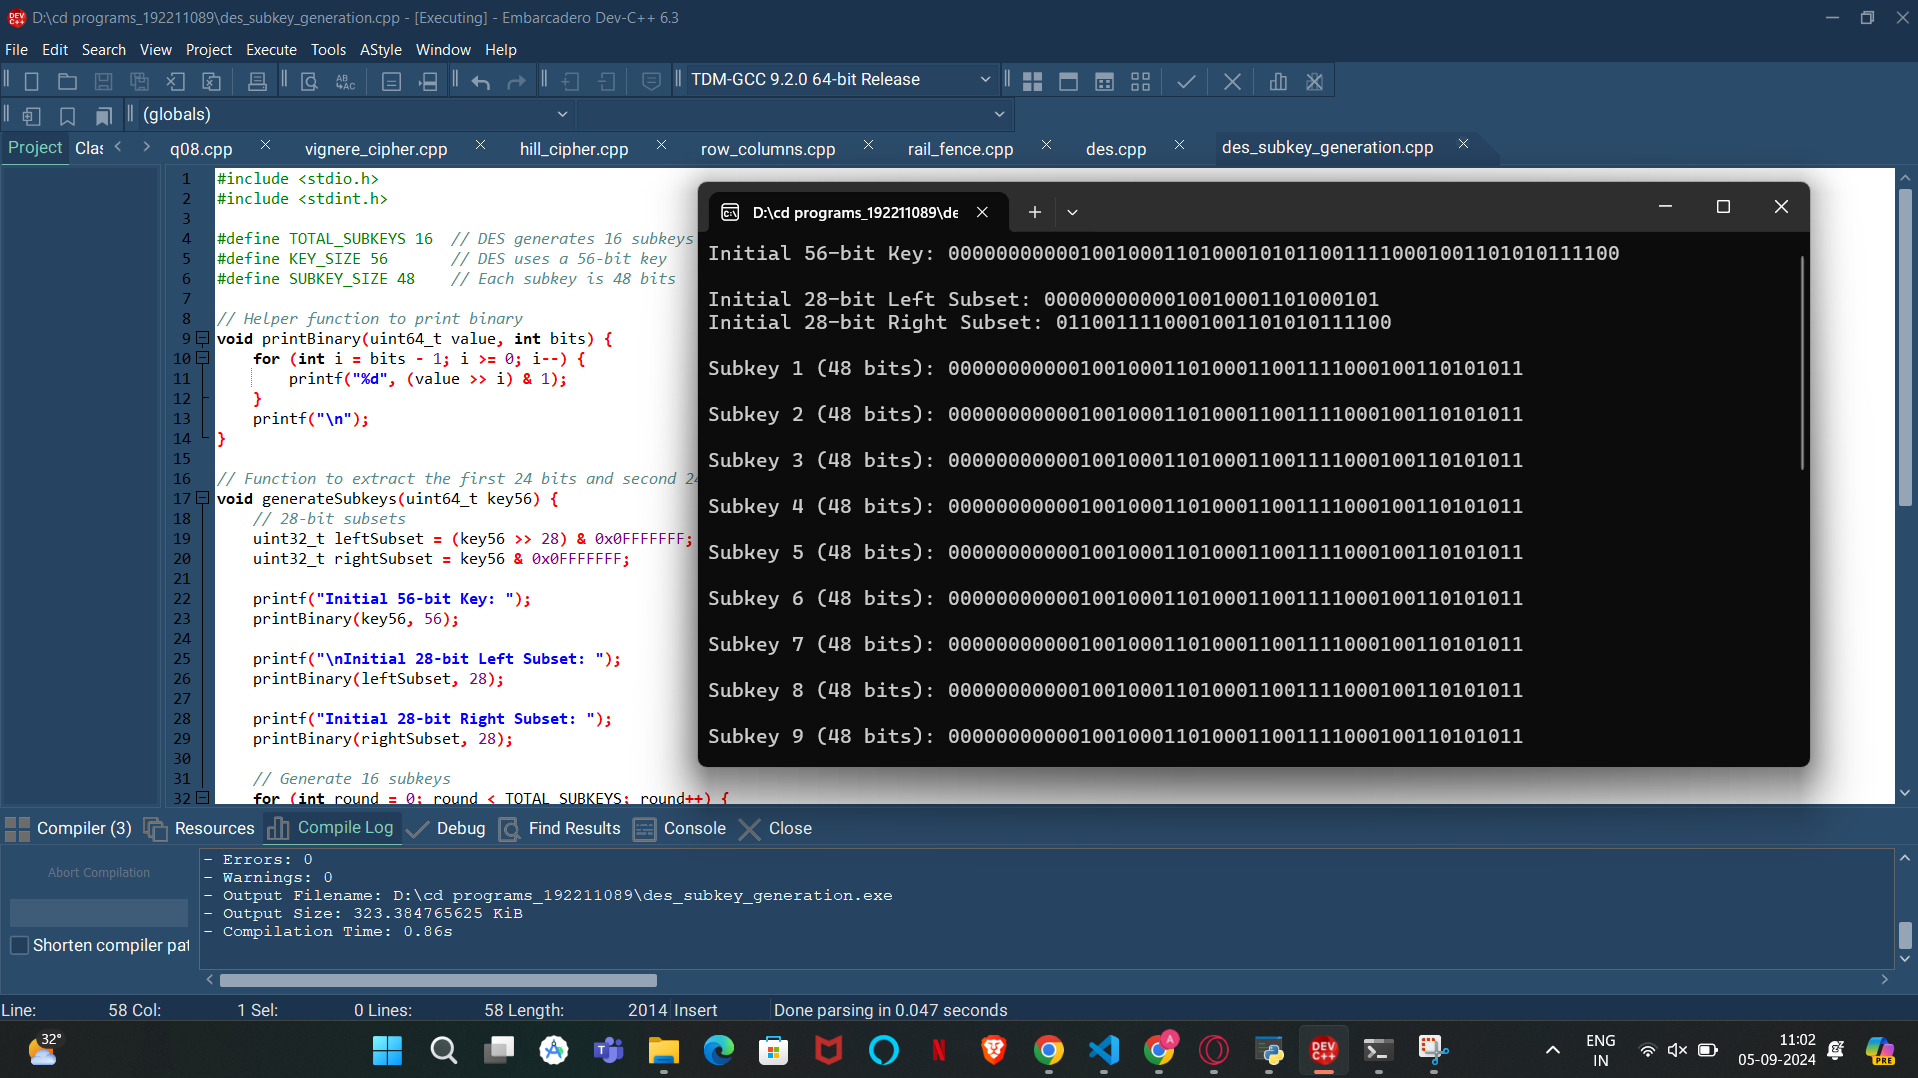 D:\cd programs_192211089\des_subkey_generation.cpp - [Executing] - Embarcadero Dev-C++ 6.3
File Edit Search View Project Execute Tools AStyle Window Help
TDM-GCC 9.2.0 64-bit Release
(globals)
Project Clas q08.cpp vignere_cipher.cpp hill_cipher.cpp row_columns.cpp rail_fence.cpp des.cpp des_subkey_generation.cpp
1 #include <stdio.h>
2 #include <stdint.h>
3
4 #define TOTAL_SUBKEYS 16 // DES generates 16 subkeys
5 #define KEY_SIZE 56 // DES uses a 56-bit key
6 #define SUBKEY_SIZE 48 // Each subkey is 48 bits
7
8 // Helper function to print binary
9 void printBinary(uint64_t value, int bits) {
10 for (int i = bits - 1; i >= 0; i--) {
11 printf("%d", (value >> i) & 1);
12 }
13 printf("\n");
14 }
15
16 // Function to extract the first 24 bits and second 24
17 void generateSubkeys(uint64_t key56) {
18 // 28-bit subsets
19 uint32_t leftSubset = (key56 >> 28) & 0x0FFFFFFF;
20 uint32_t rightSubset = key56 & 0x0FFFFFFF;
21
22 printf("Initial 56-bit Key: ");
23 printBinary(key56, 56);
24
25 printf("\nInitial 28-bit Left Subset: ");
26 printBinary(leftSubset, 28);
27
28 printf("Initial 28-bit Right Subset: ");
29 printBinary(rightSubset, 28);
30
31 // Generate 16 subkeys
32 for (int round = 0; round < TOTAL_SUBKEYS; round++) {
D:\cd programs_192211089\de
Initial 56-bit Key: 00000000000100100011010001010110011110001001101010111100
Initial 28-bit Left Subset: 0000000000010010001101000101
Initial 28-bit Right Subset: 0110011110001001101010111100
Subkey 1 (48 bits): 000000000001001000110100011001111000100110101011
Subkey 2 (48 bits): 000000000001001000110100011001111000100110101011
Subkey 3 (48 bits): 000000000001001000110100011001111000100110101011
Subkey 4 (48 bits): 000000000001001000110100011001111000100110101011
Subkey 5 (48 bits): 000000000001001000110100011001111000100110101011
Subkey 6 (48 bits): 000000000001001000110100011001111000100110101011
Subkey 7 (48 bits): 000000000001001000110100011001111000100110101011
Subkey 8 (48 bits): 000000000001001000110100011001111000100110101011
Subkey 9 (48 bits): 000000000001001000110100011001111000100110101011
Compiler (3) Resources Compile Log Debug Find Results Console Close
Abort Compilation
Shorten compiler pat
- Errors: 0
- Warnings: 0
- Output Filename: D:\cd programs_192211089\des_subkey_generation.exe
- Output Size: 323.384765625 KiB
- Compilation Time: 0.86s
Line: 58 Col: 1 Sel: 0 Lines: 58 Length: 2014 Insert Done parsing in 0.047 seconds
32°
ENG
IN
11:02
05-09-2024
DEV
C++
PRE